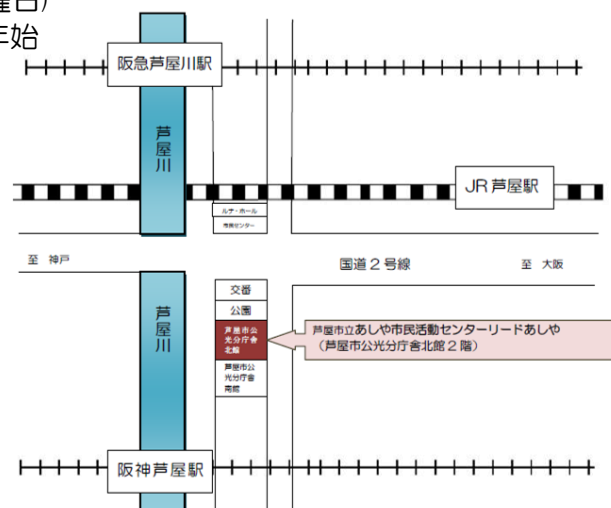 曜日）
年始
阪急芦屋川駅
芦屋川
JR 芦屋駅
ルナ・ホール
市民センター
至 神戸
国道２号線
至 大阪
交番
公園
芦屋市公
光分庁舎
北館
芦屋市立あしや市民活動センターリードあしや
（芦屋市公光分庁舎北館２階）
芦屋川
芦屋市公
光分庁舎
南館
阪神芦屋駅